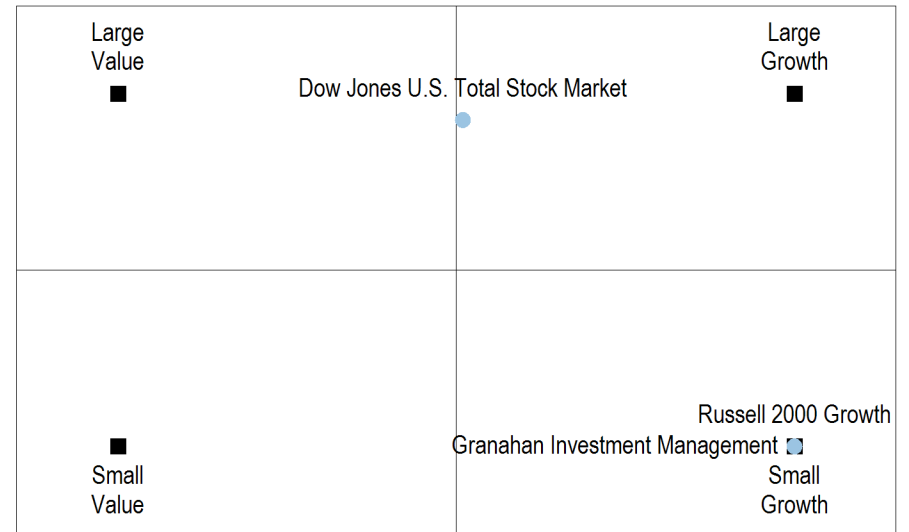 Large
Value
Large
Growth
Dow Jones U.S. Total Stock Market
Russell 2000 Growth
Granahan Investment Management
Small
Value
Small
Growth